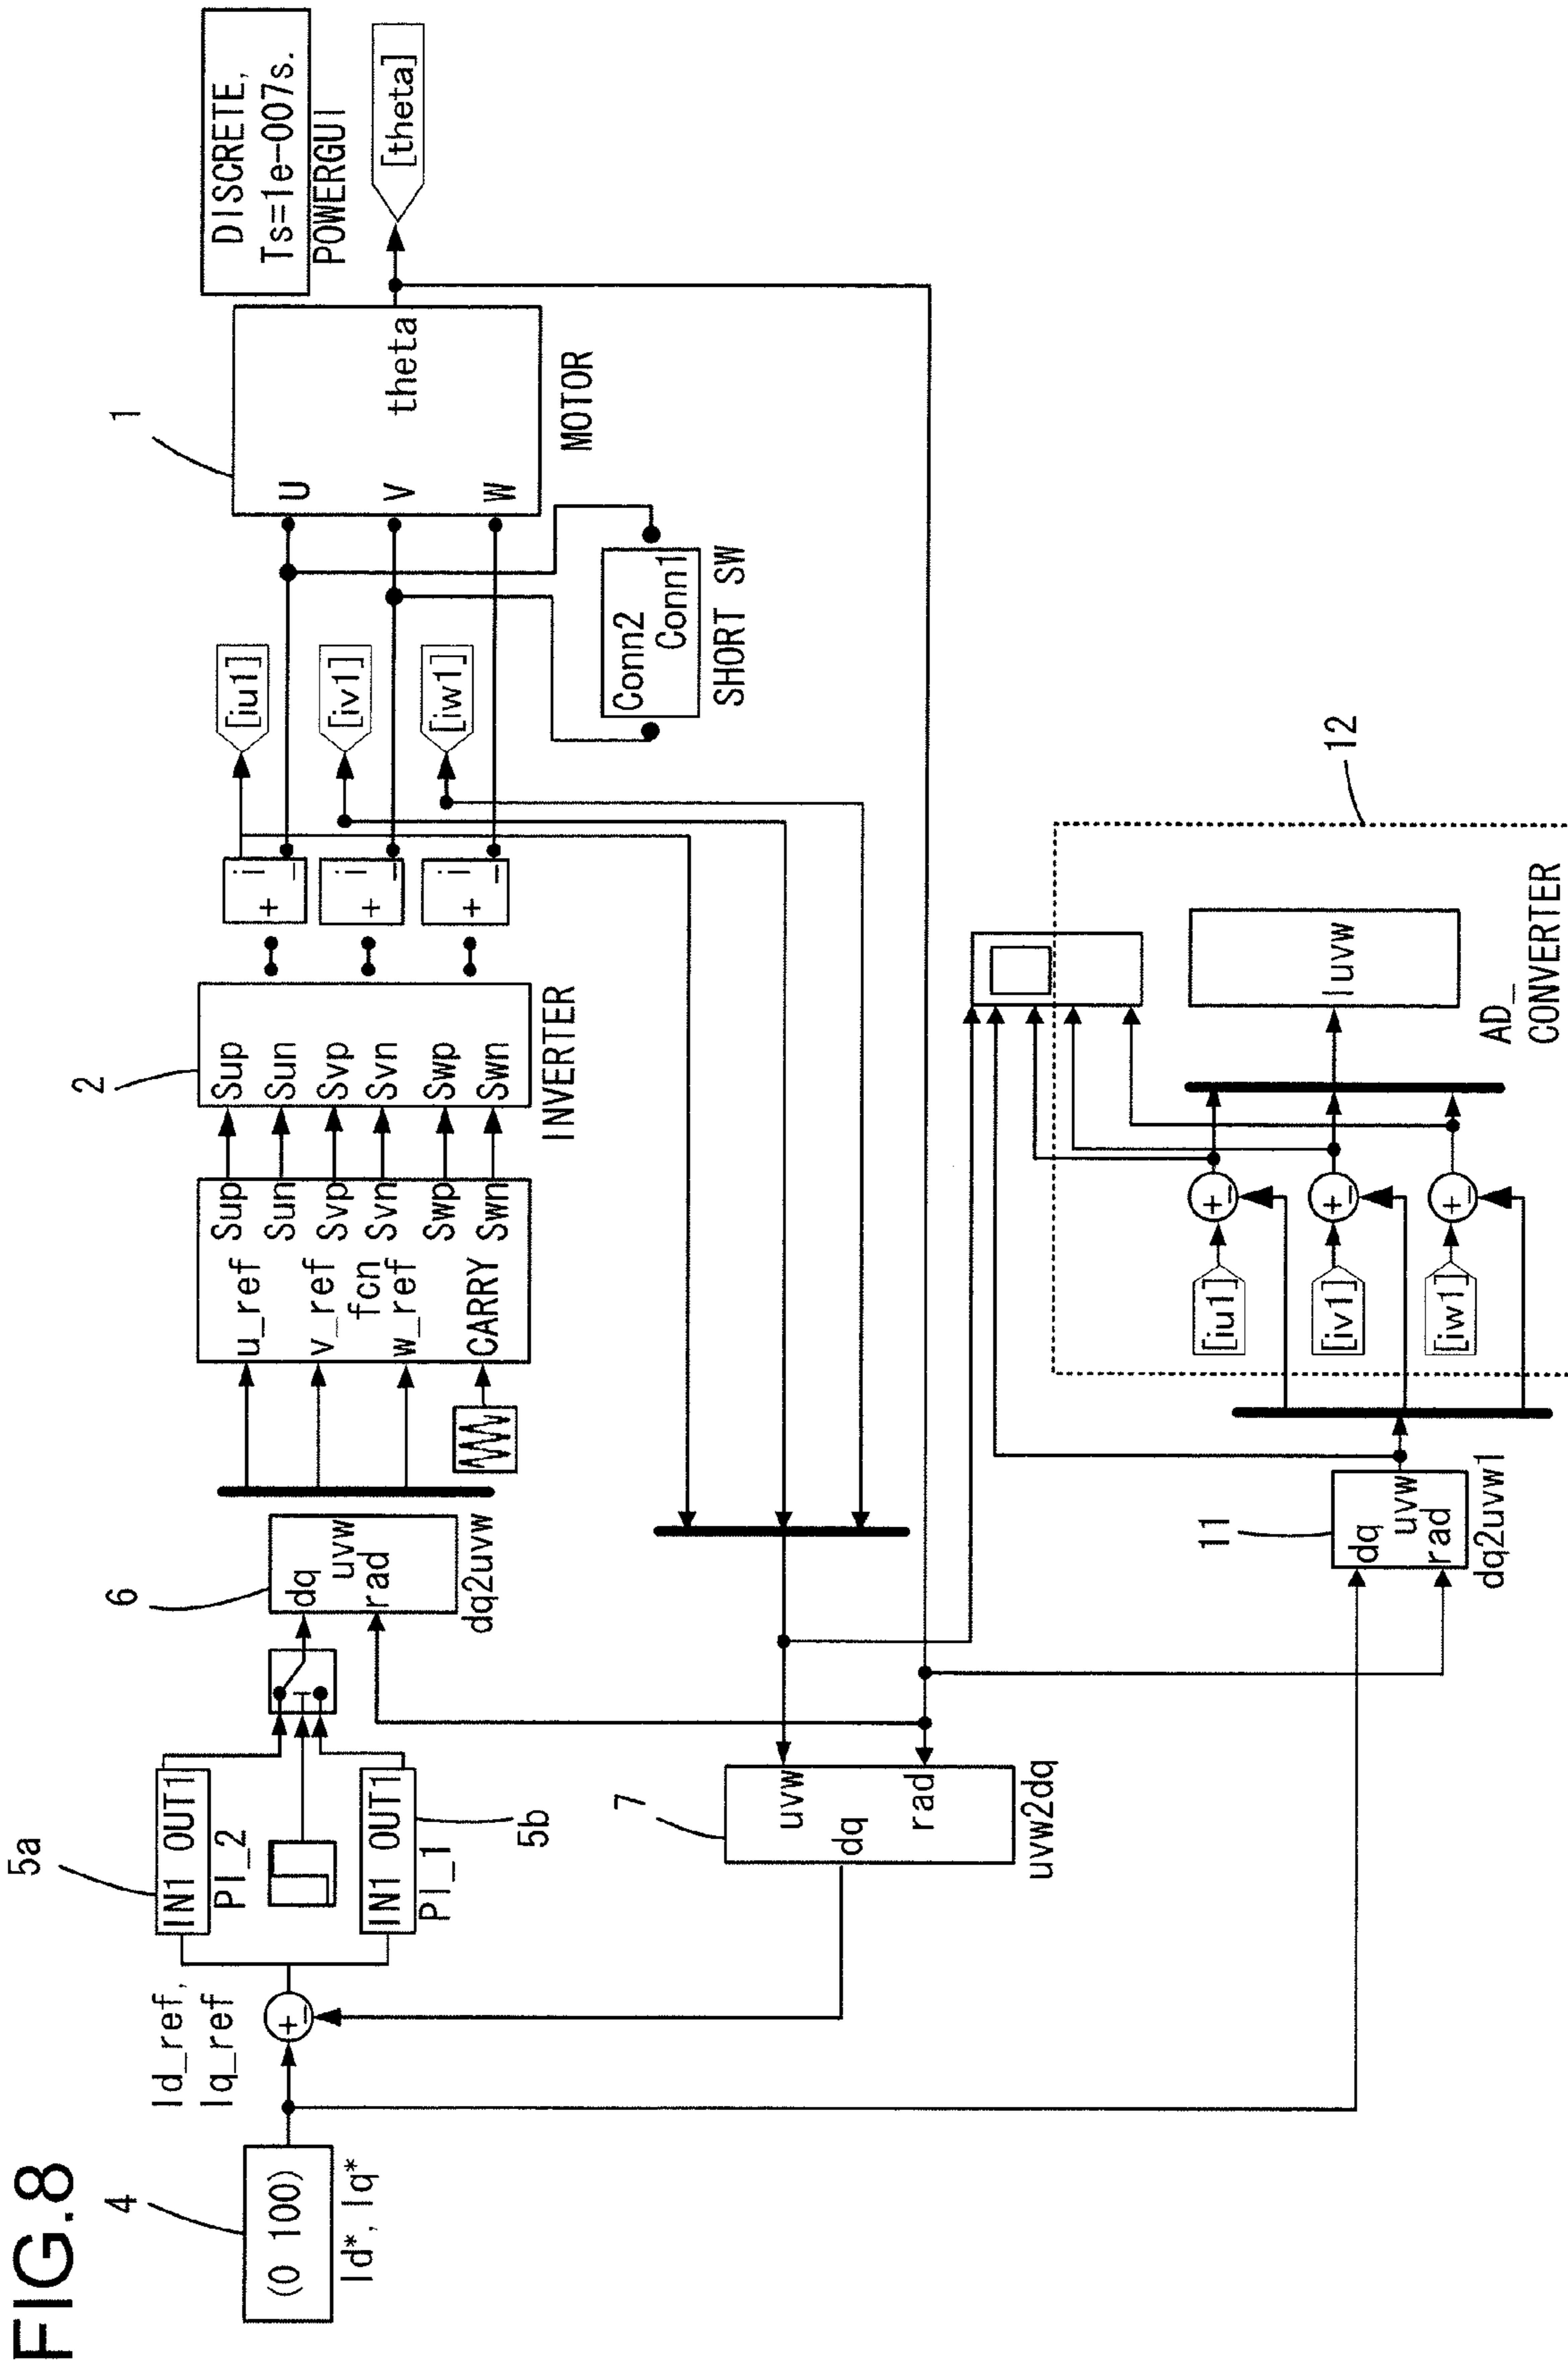 FIG.8
4
(0 100)
Id*, Iq*
Id_ref,
Iq_ref
+
−
5a
IN1 OUT1
PI_2
IN1 OUT1
PI_1
5b
6
dq
uvw
rad
dq2uvw
u_ref
v_ref
fcn
w_ref
CARRY
Sup
Sun
Svp
Svn
Swp
Swn
2
Sup
Sun
Svp
Svn
Swp
Swn
INVERTER
+ i
−
+ i
−
+ i
−
[iu1]
[iv1]
[iw1]
1
U
V
W
theta
MOTOR
DISCRETE,
Ts=1e-007s.
POWERGUI
[theta]
Conn2
Conn1
SHORT SW
7
uvw
dq
rad
uvw2dq
11
dq
uvw
rad
dq2uvw1
12
[iu1]
+
−
[iv1]
+
−
[iw1]
+
−
Iuvw
AD_
CONVERTER